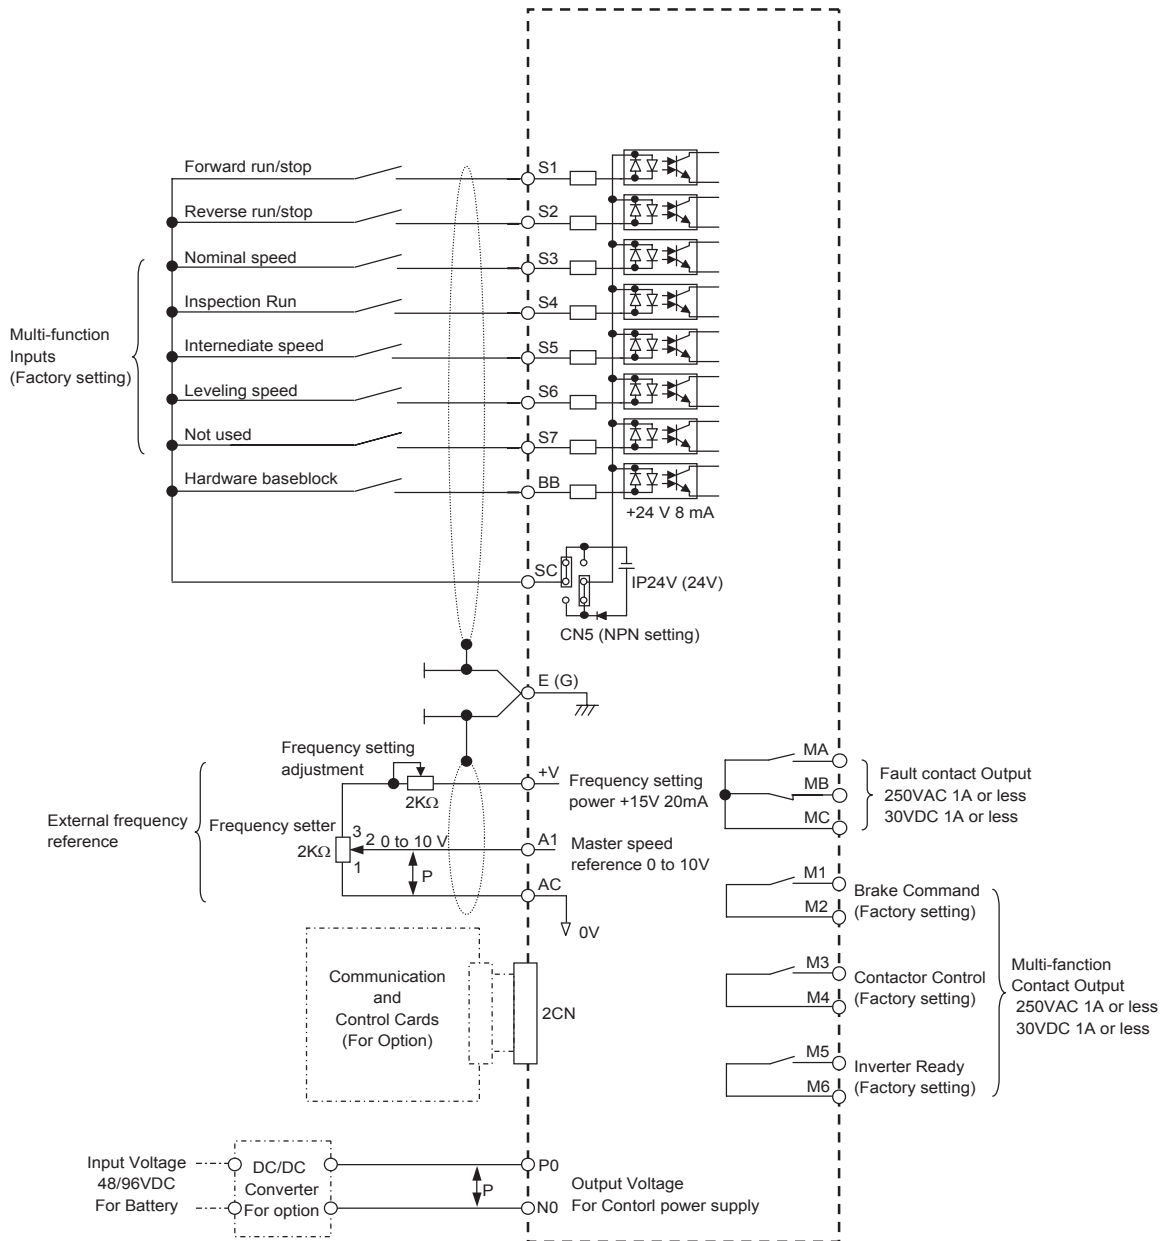 Forward run/stop
S1
Reverse run/stop
S2
Nominal speed
S3
Inspection Run
S4
Multi-function
Inputs
(Factory setting)
Internediate speed
S5
Leveling speed
S6
Not used
S7
Hardware baseblock
BB
+24 V 8 mA
SC
IP24V (24V)
CN5 (NPN setting)
E (G)
Frequency setting
adjustment
2KΩ
+V
Frequency setting
power +15V 20mA
External frequency
reference
Frequency setter
2KΩ
3
2
1
0 to 10 V
P
A1
Master speed
reference 0 to 10V
AC
0V
MA
MB
MC
Fault contact Output
250VAC 1A or less
30VDC 1A or less
M1
M2
Brake Command
(Factory setting)
M3
M4
Contactor Control
(Factory setting)
M5
M6
Inverter Ready
(Factory setting)
Multi-fanction
Contact Output
250VAC 1A or less
30VDC 1A or less
Communication
and
Control Cards
(For Option)
2CN
Input Voltage
48/96VDC
For Battery
DC/DC
Converter
For option
P
P0
N0
Output Voltage
For Contorl power supply